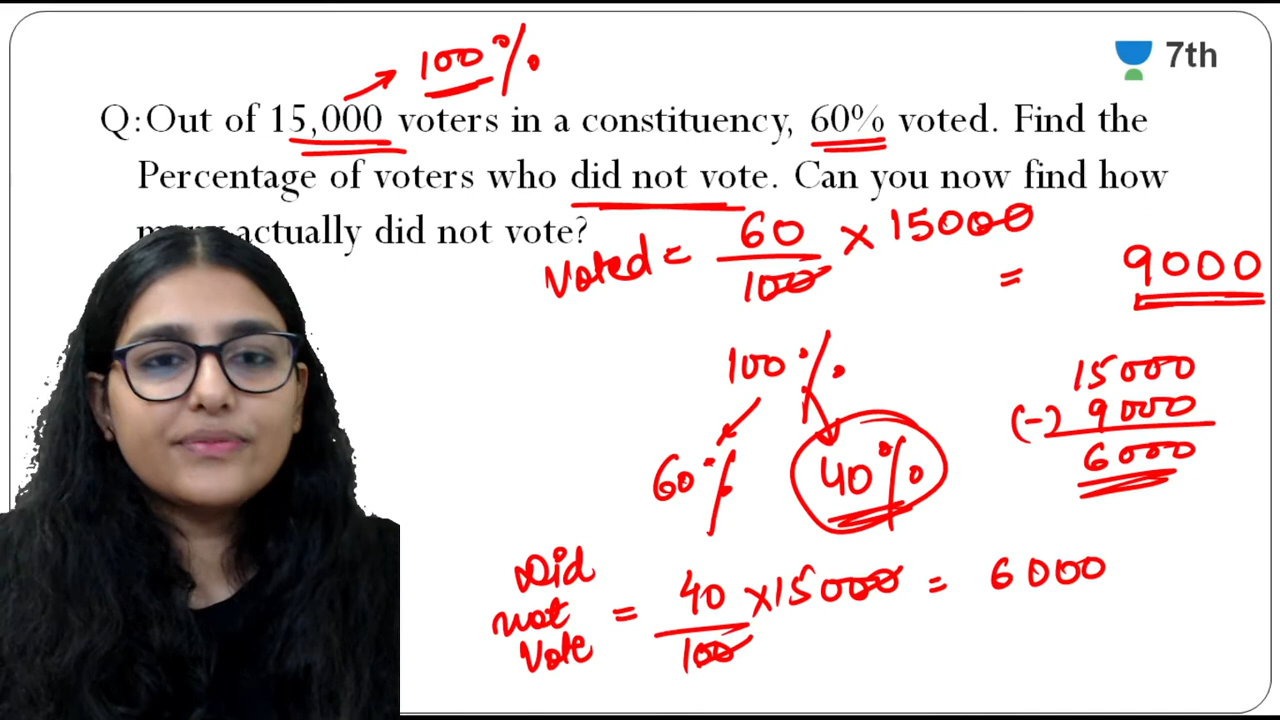 7th
100%
Q:Out of 15,000 voters in a constituency, 60% voted. Find the
Percentage of voters who did not vote. Can you now find how
actually did not vote?
Voted = 60/100 × 15000 = 9000
100%
60% 40%
15000
(-) 9000
6000
Did not Vote = 40/100 × 15000 = 6000